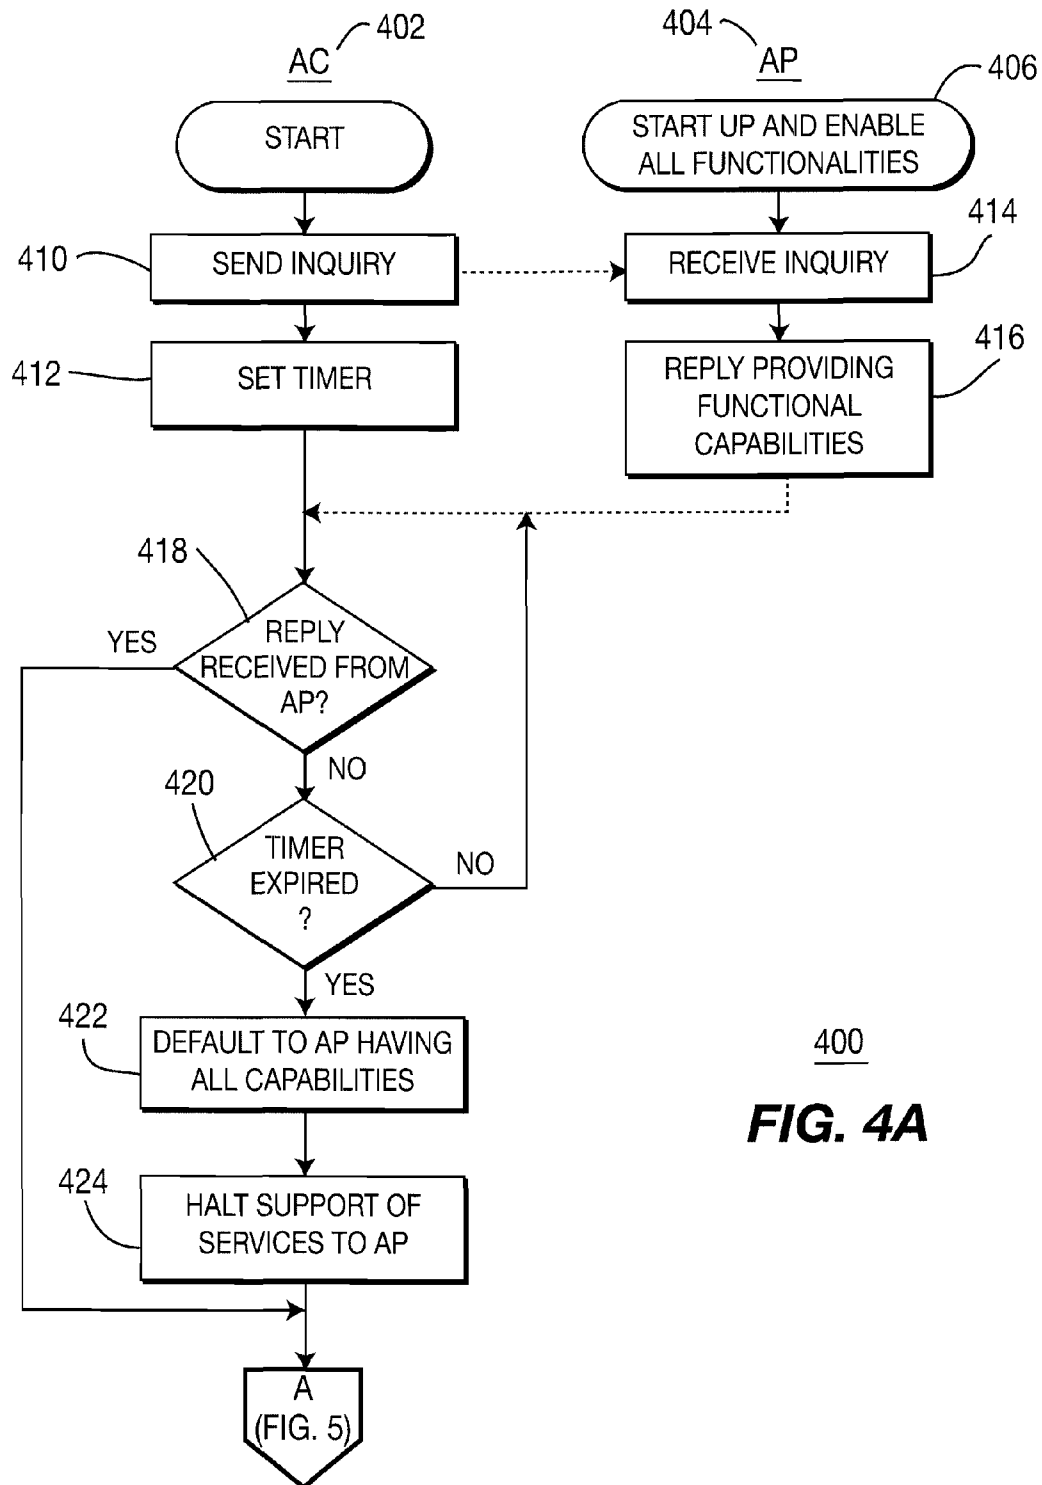 402
404
AC
AP
406
START
START UP AND ENABLE
ALL FUNCTIONALITIES
414
410
SEND INQUIRY
RECEIVE INQUIRY
416
412
SET TIMER
REPLY PROVIDING
FUNCTIONAL
CAPABILITIES
418
YES
REPLY
RECEIVED FROM
AP?
NO
420
TIMER
EXPIRED
?
NO
YES
422
DEFAULT TO AP HAVING
ALL CAPABILITIES
400
FIG. 4A
424
HALT SUPPORT OF
SERVICES TO AP
A
(FIG. 5)